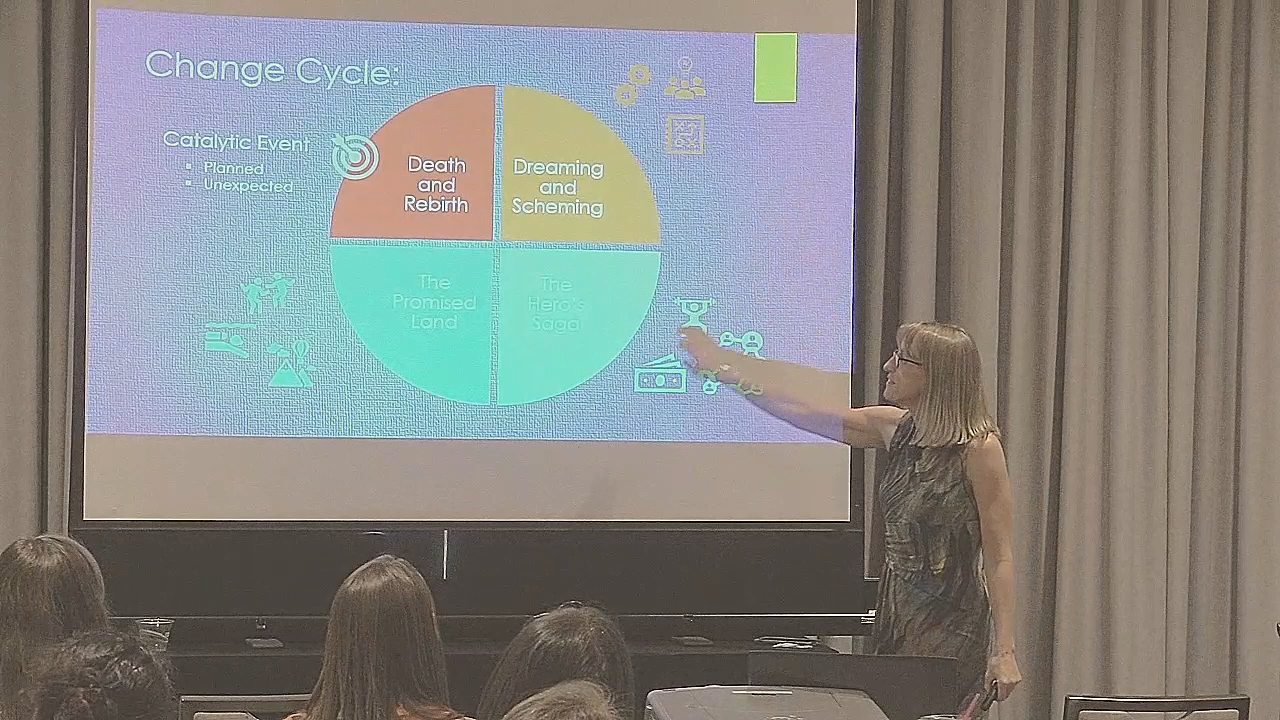 Change Cycle:
Catalytic Event
Planned
Unexpected
Death
and
Rebirth
Dreaming
and
Scheming
The
Promised
Land
The
Hero's
Saga